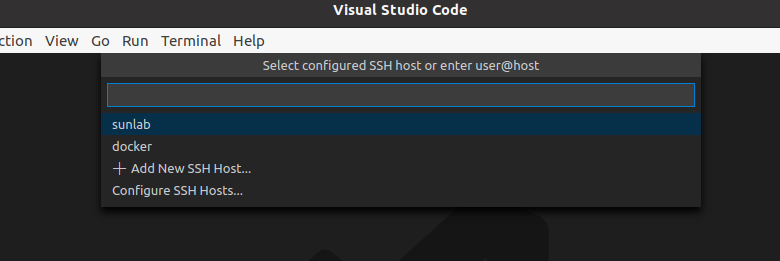 Visual Studio Code
ction View Go Run Terminal Help
Select configured SSH host or enter user@host
sunlab
docker
+ Add New SSH Host...
Configure SSH Hosts...